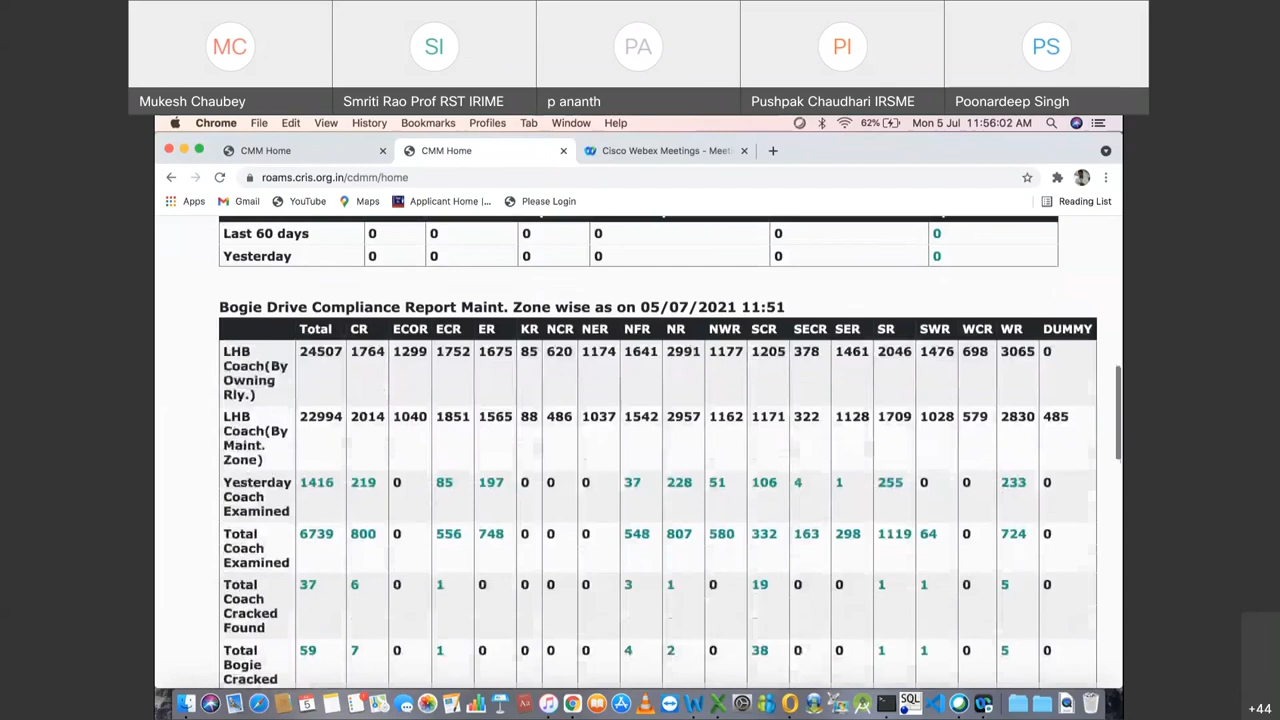 MC SI PA PI PS
Mukesh Chaubey Smriti Rao Prof RST IRIME p ananth Pushpak Chaudhari IRSME Poonardeep Singh
Chrome File Edit View History Bookmarks Profiles Tab Window Help 62% Mon 5 Jul 11:56:02 AM
CMM Home CMM Home Cisco Webex Meetings - Meet
roams.cris.org.in/cdmm/home
Apps Gmail YouTube Maps Applicant Home |... Please Login Reading List
Last 60 days 0 0 0 0 0 0
Yesterday 0 0 0 0 0 0
Bogie Drive Compliance Report Maint. Zone wise as on 05/07/2021 11:51
Total CR ECOR ECR ER KR NCR NER NFR NR NWR SCR SECR SER SR SWR WCR WR DUMMY
LHB 24507 1764 1299 1752 1675 85 620 1174 1641 2991 1177 1205 378 1461 2046 1476 698 3065 0
Coach(By
Owning
Rly.)
LHB 22994 2014 1040 1851 1565 88 486 1037 1542 2957 1162 1171 322 1128 1709 1028 579 2830 485
Coach(By
Maint.
Zone)
Yesterday 1416 219 0 85 197 0 0 0 37 228 51 106 4 1 255 0 0 233 0
Coach
Examined
Total 6739 800 0 556 748 0 0 0 548 807 580 332 163 298 1119 64 0 724 0
Coach
Examined
Total 37 6 0 1 0 0 0 0 3 1 0 19 0 0 1 1 0 5 0
Coach
Cracked
Found
Total 59 7 0 1 0 0 0 0 4 2 0 38 0 0 1 1 0 5 0
Bogie
Cracked
SQL
+44